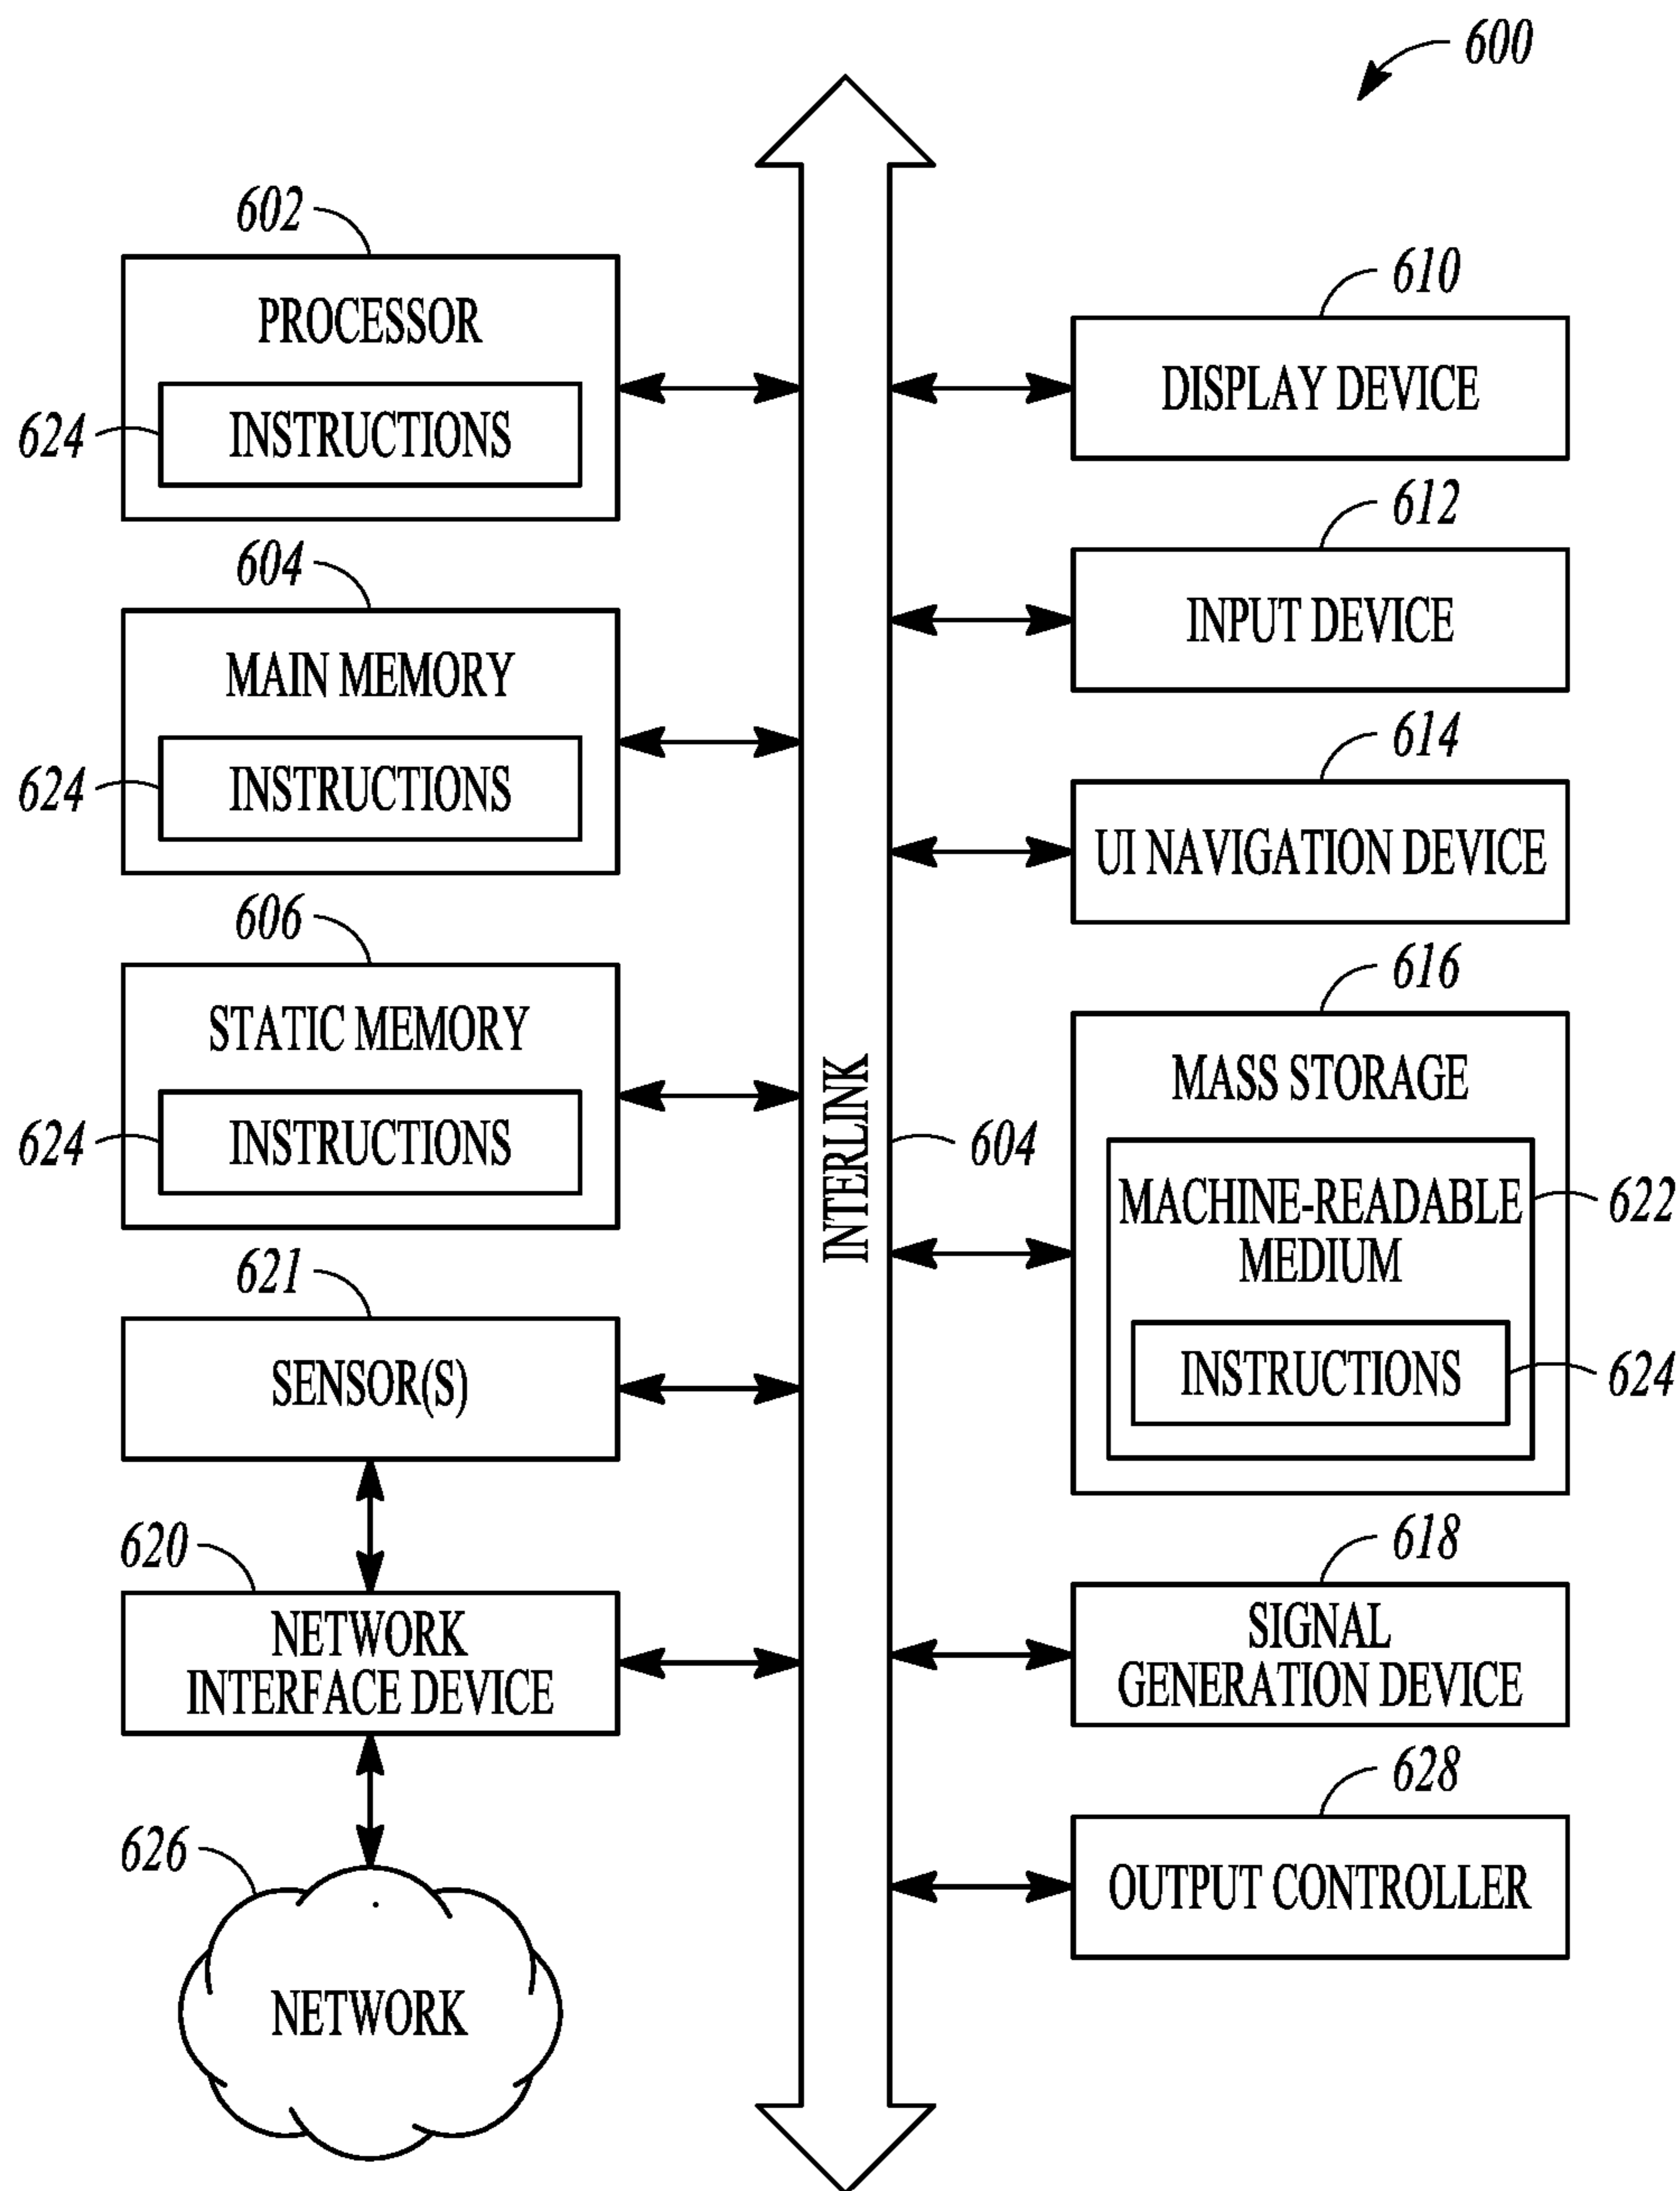 600
602
PROCESSOR
624
INSTRUCTIONS
604
MAIN MEMORY
624
INSTRUCTIONS
606
STATIC MEMORY
624
INSTRUCTIONS
621
SENSOR(S)
620
NETWORK
INTERFACE DEVICE
626
NETWORK
INTERLINK
604
610
DISPLAY DEVICE
612
INPUT DEVICE
614
UI NAVIGATION DEVICE
616
MASS STORAGE
MACHINE-READABLE
MEDIUM
622
INSTRUCTIONS
624
618
SIGNAL
GENERATION DEVICE
628
OUTPUT CONTROLLER